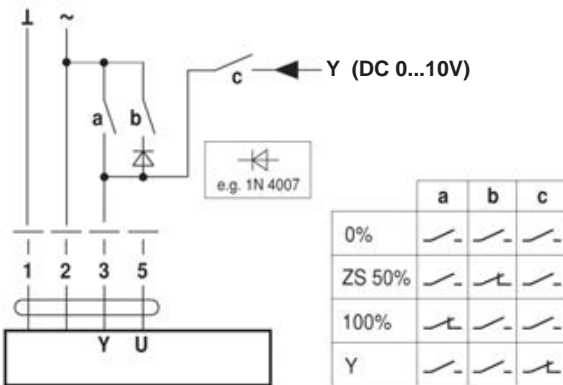 ⊥ ~
a b c Y (DC 0...10V)
e.g. 1N 4007
1 2 3 5
Y U
a b c
0%
ZS 50%
100%
Y